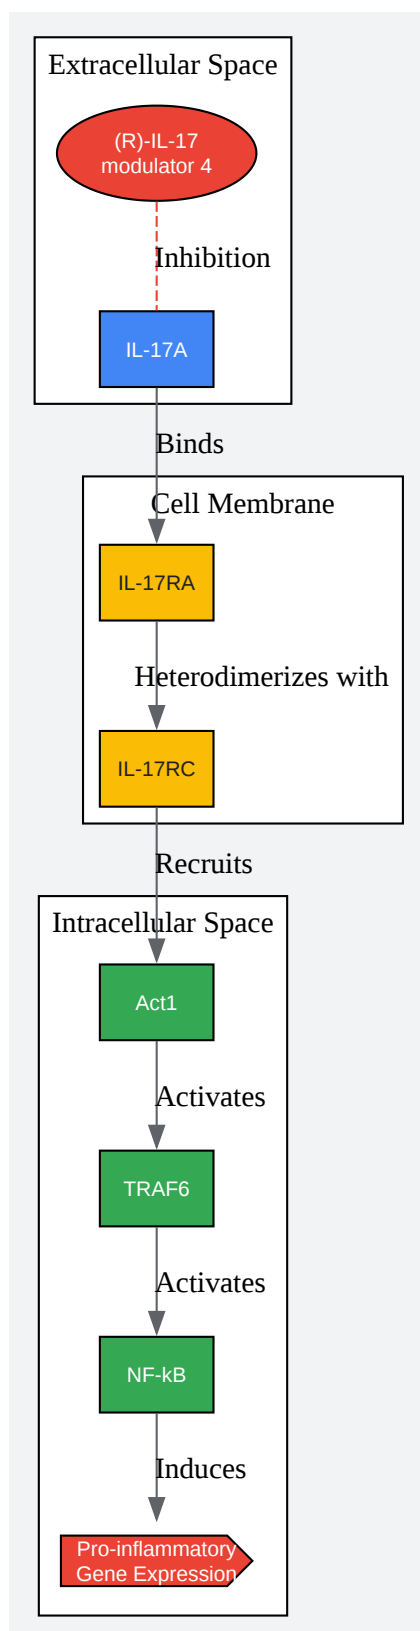 Extracellular Space
(R)-IL-17
modulator 4
Inhibition
IL-17A
Binds
Cell Membrane
IL-17RA
Heterodimerizes with
IL-17RC
Recruits
Intracellular Space
Act1
Activates
TRAF6
Activates
NF-kB
Induces
Pro-inflammatory
Gene Expression